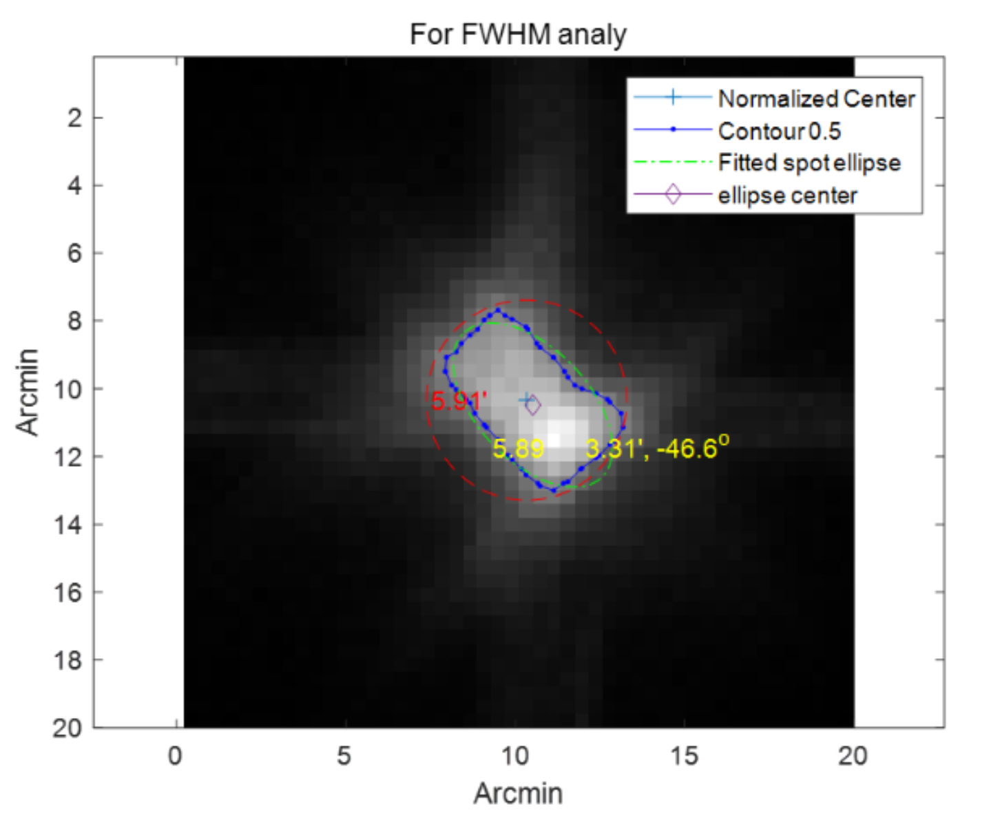 For FWHM analy
Normalized Center
Contour 0.5
Fitted spot ellipse
ellipse center
Arcmin
2
4
6
8
10
12
14
16
18
20
5.91'
5.89 3.31', -46.6o
0 5 10 15 20
Arcmin